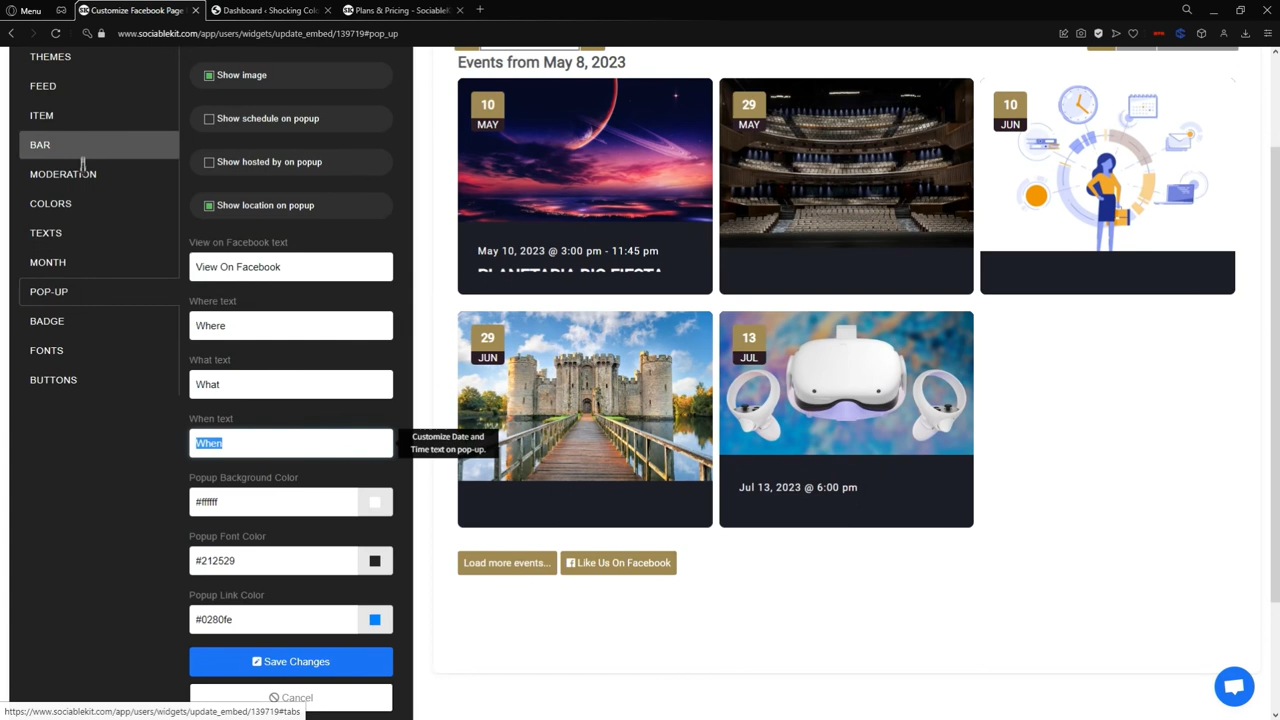 Menu
Customize Facebook Page
Dashboard ‹ Shocking Col
Plans & Pricing - SociableK
www.sociablekit.com/app/users/widgets/update_embed/139719#pop_up
THEMES
FEED
ITEM
BAR
MODERATION
COLORS
TEXTS
MONTH
POP-UP
BADGE
FONTS
BUTTONS
Show image
Show schedule on popup
Show hosted by on popup
Show location on popup
View on Facebook text
View On Facebook
Where text
Where
What text
What
When text
When
Customize Date and
Time text on pop-up.
Popup Background Color
#ffffff
Popup Font Color
#212529
Popup Link Color
#0280fe
Save Changes
Cancel
https://www.sociablekit.com/app/users/widgets/update_embed/139719#tabs
Events from May 8, 2023
10
MAY
May 10, 2023 @ 3:00 pm - 11:45 pm
PLANETARIA BIG FIESTA
29
MAY
10
JUN
29
JUN
13
JUL
Jul 13, 2023 @ 6:00 pm
Load more events...
Like Us On Facebook